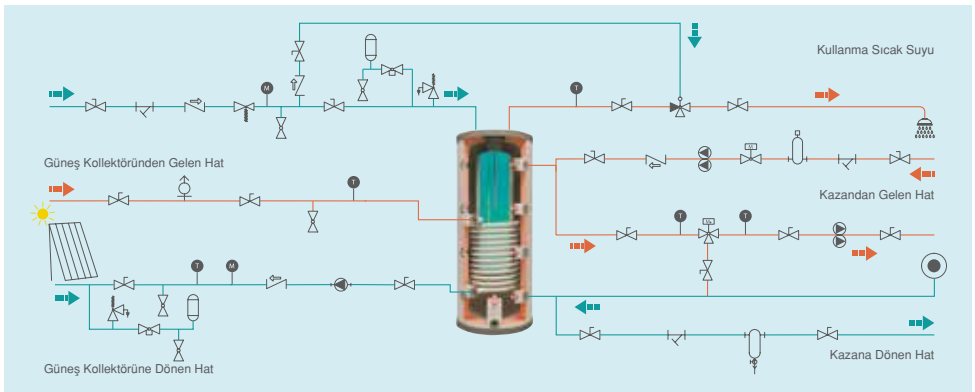 Kullanma Sıcak Suyu
M
T
Güneş Kollektöründen Gelen Hat
M
T
Kazandan Gelen Hat
T
M
T
T
M
Güneş Kollektörüne Dönen Hat
Kazana Dönen Hat